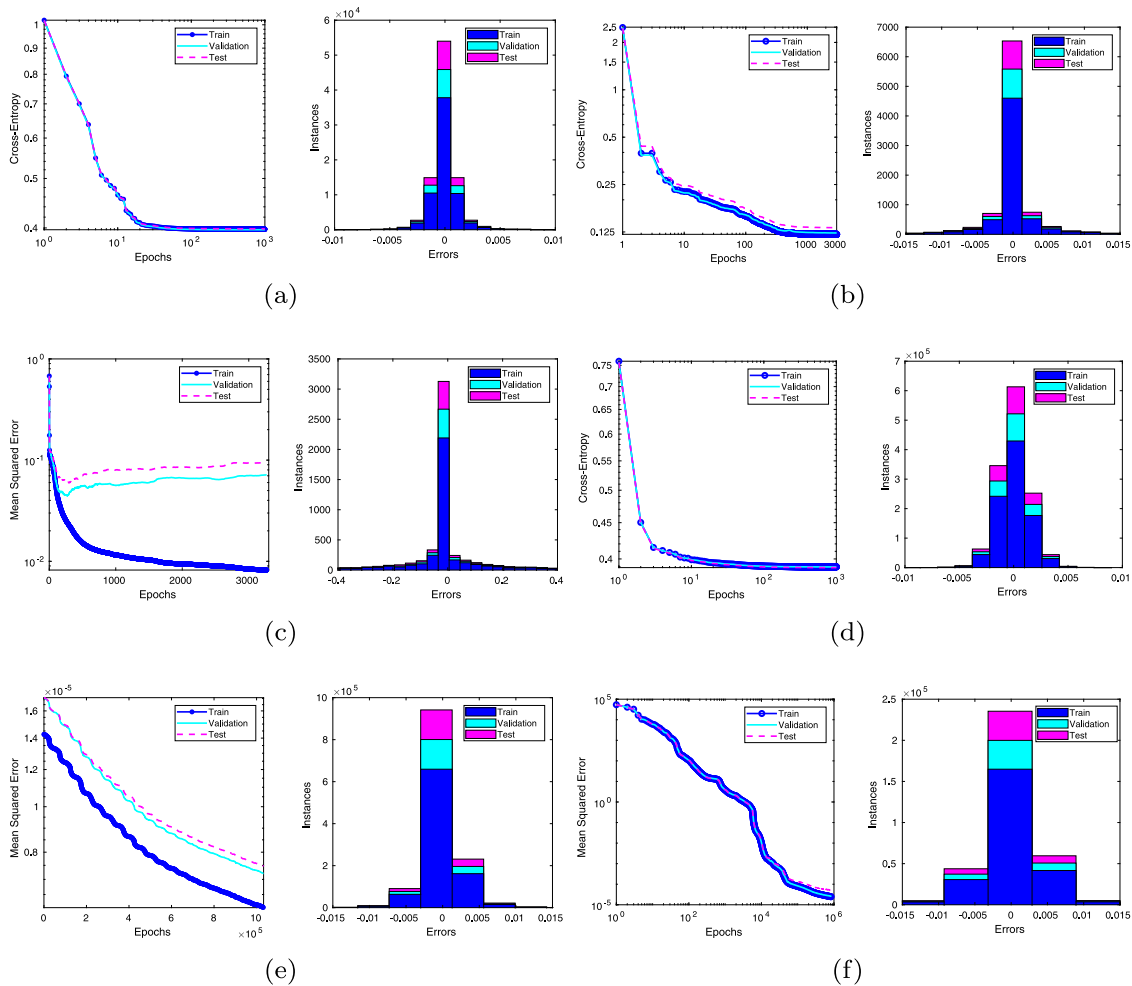 1
0.9
0.8
0.7
0.6
0.5
0.4
10^0
10^1
10^2
10^3
Epochs
Cross-Entropy
Train
Validation
Test
×10^4
6
5
4
3
2
1
0
-0.01
-0.005
0
0.005
0.01
Errors
Instances
Train
Validation
Test
(a)
2.5
2
1.5
1
0.5
0.25
0.125
1
10
100
1000
3000
Epochs
Cross-Entropy
Train
Validation
Test
7000
6000
5000
4000
3000
2000
1000
0
-0.015
-0.01
-0.005
0
0.005
0.01
0.015
Errors
Instances
Train
Validation
Test
(b)
10^0
10^-1
10^-2
0
1000
2000
3000
Epochs
Mean Squared Error
Train
Validation
Test
3500
3000
2500
2000
1500
1000
500
0
-0.4
-0.2
0
0.2
0.4
Errors
Instances
Train
Validation
Test
(c)
0.75
0.7
0.65
0.6
0.55
0.5
0.45
0.4
10^0
10^1
10^2
10^3
Epochs
Cross-Entropy
Train
Validation
Test
×10^5
7
6
5
4
3
2
1
0
-0.01
-0.005
0
0.005
0.01
Errors
Instances
Train
Validation
Test
(d)
×10^-5
1.6
1.4
1.2
1
0.8
0
2
4
6
8
10
×10^5
Epochs
Mean Squared Error
Train
Validation
Test
×10^5
10
8
6
4
2
0
-0.015
-0.01
-0.005
0
0.005
0.01
0.015
Errors
Instances
Train
Validation
Test
(e)
10^5
10^0
10^-5
10^0
10^2
10^4
10^6
Epochs
Mean Squared Error
Train
Validation
Test
×10^5
2.5
2
1.5
1
0.5
0
-0.015
-0.01
-0.005
0
0.005
0.01
0.015
Errors
Instances
Train
Validation
Test
(f)